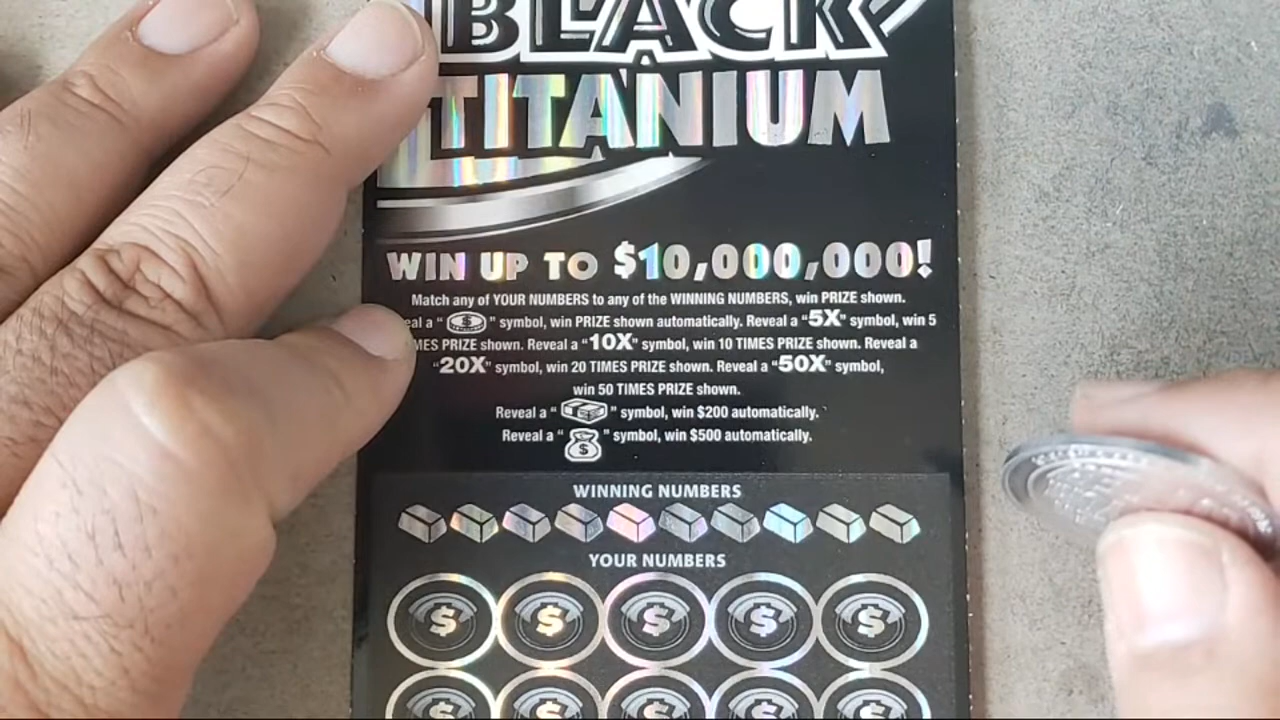 BLACK
TITANIUM
WIN UP TO $10,000,000!
Match any of YOUR NUMBERS to any of the WINNING NUMBERS, win PRIZE shown.
a " $ " symbol, win PRIZE shown automatically. Reveal a "5X" symbol, win 5
PRIZE shown. Reveal a "10X" symbol, win 10 TIMES PRIZE shown. Reveal a
"20X" symbol, win 20 TIMES PRIZE shown. Reveal a "50X" symbol,
win 50 TIMES PRIZE shown.
Reveal a " " symbol, win $200 automatically.
Reveal a " $ " symbol, win $500 automatically.
WINNING NUMBERS
YOUR NUMBERS
$ $ $ $ $